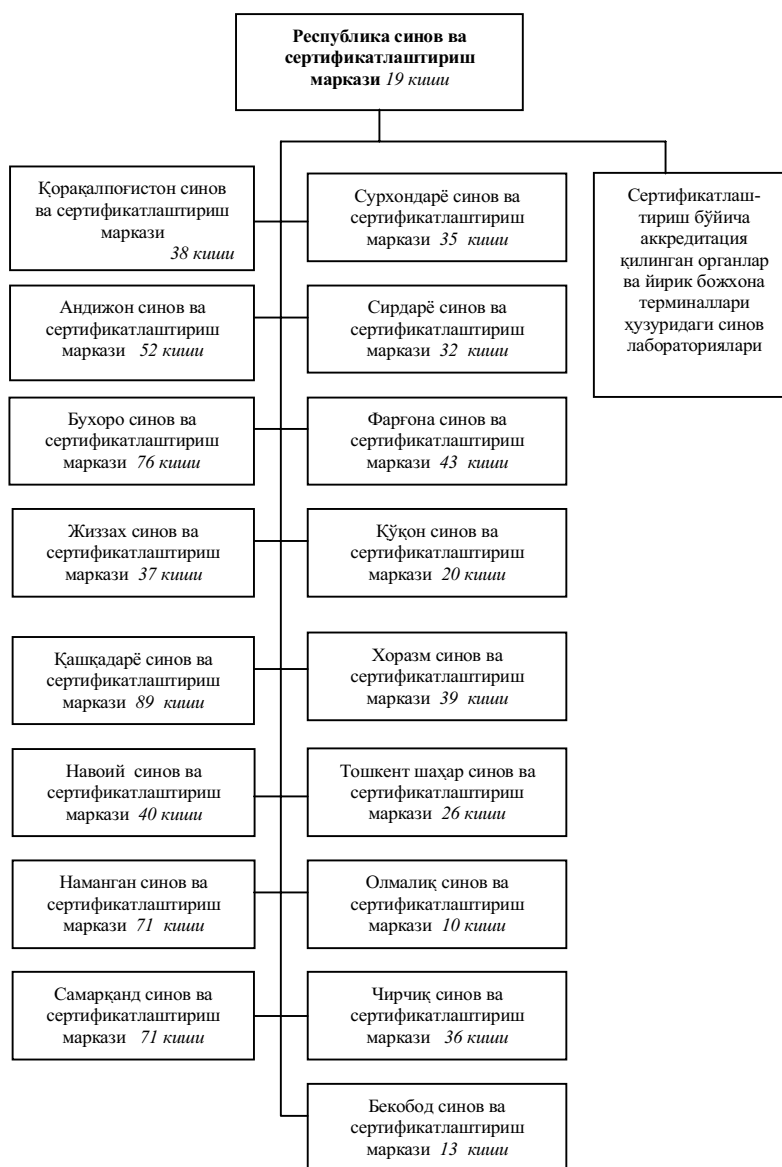 Республика синов ва
сертификатлаштириш
маркази 19 киши
Қорақалпоғистон синов
ва сертификатлаштириш
маркази
38 киши
Сурхондарё синов ва
сертификатлаштириш
маркази 35 киши
Сертификатлаш-
тириш бўйича
аккредитация
қилинган органлар
ва йирик божхона
терминаллари
ҳузуридаги синов
лабораториялари
Андижон синов ва
сертификатлаштириш
маркази 52 киши
Сирдарё синов ва
сертификатлаштириш
маркази 32 киши
Бухоро синов ва
сертификатлаштириш
маркази 76 киши
Фарғона синов ва
сертификатлаштириш
маркази 43 киши
Жиззах синов ва
сертификатлаштириш
маркази 37 киши
Қўқон синов ва
сертификатлаштириш
маркази 20 киши
Қашқадарё синов ва
сертификатлаштириш
маркази 89 киши
Хоразм синов ва
сертификатлаштириш
маркази 39 киши
Навоий синов ва
сертификатлаштириш
маркази 40 киши
Тошкент шаҳар синов ва
сертификатлаштириш
маркази 26 киши
Наманган синов ва
сертификатлаштириш
маркази 71 киши
Олмалиқ синов ва
сертификатлаштириш
маркази 10 киши
Самарқанд синов ва
сертификатлаштириш
маркази 71 киши
Чирчиқ синов ва
сертификатлаштириш
маркази 36 киши
Бекобод синов ва
сертификатлаштириш
маркази 13 киши